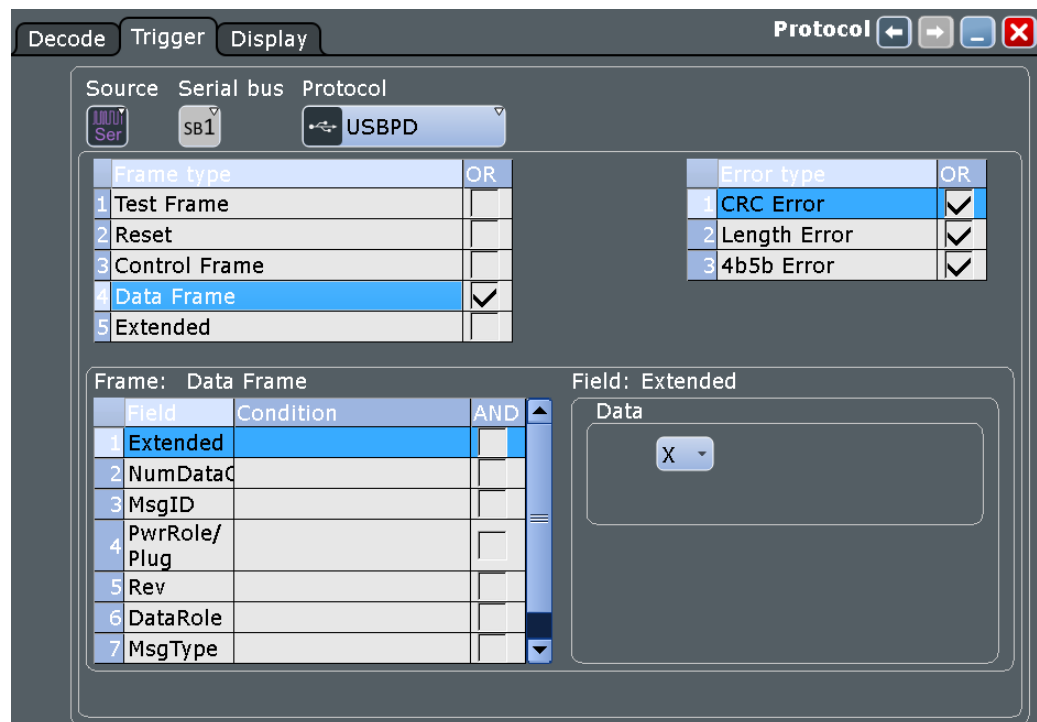 Decode Trigger Display Protocol
Source Serial bus Protocol
Ser SB1 USBPD
Frame type OR
1 Test Frame
2 Reset
3 Control Frame
4 Data Frame
5 Extended
Error type OR
1 CRC Error
2 Length Error
3 4b5b Error
Frame: Data Frame
Field Condition AND
1 Extended
2 NumDataO
3 MsgID
4 PwrRole/
Plug
5 Rev
6 DataRole
7 MsgType
Field: Extended
Data
X